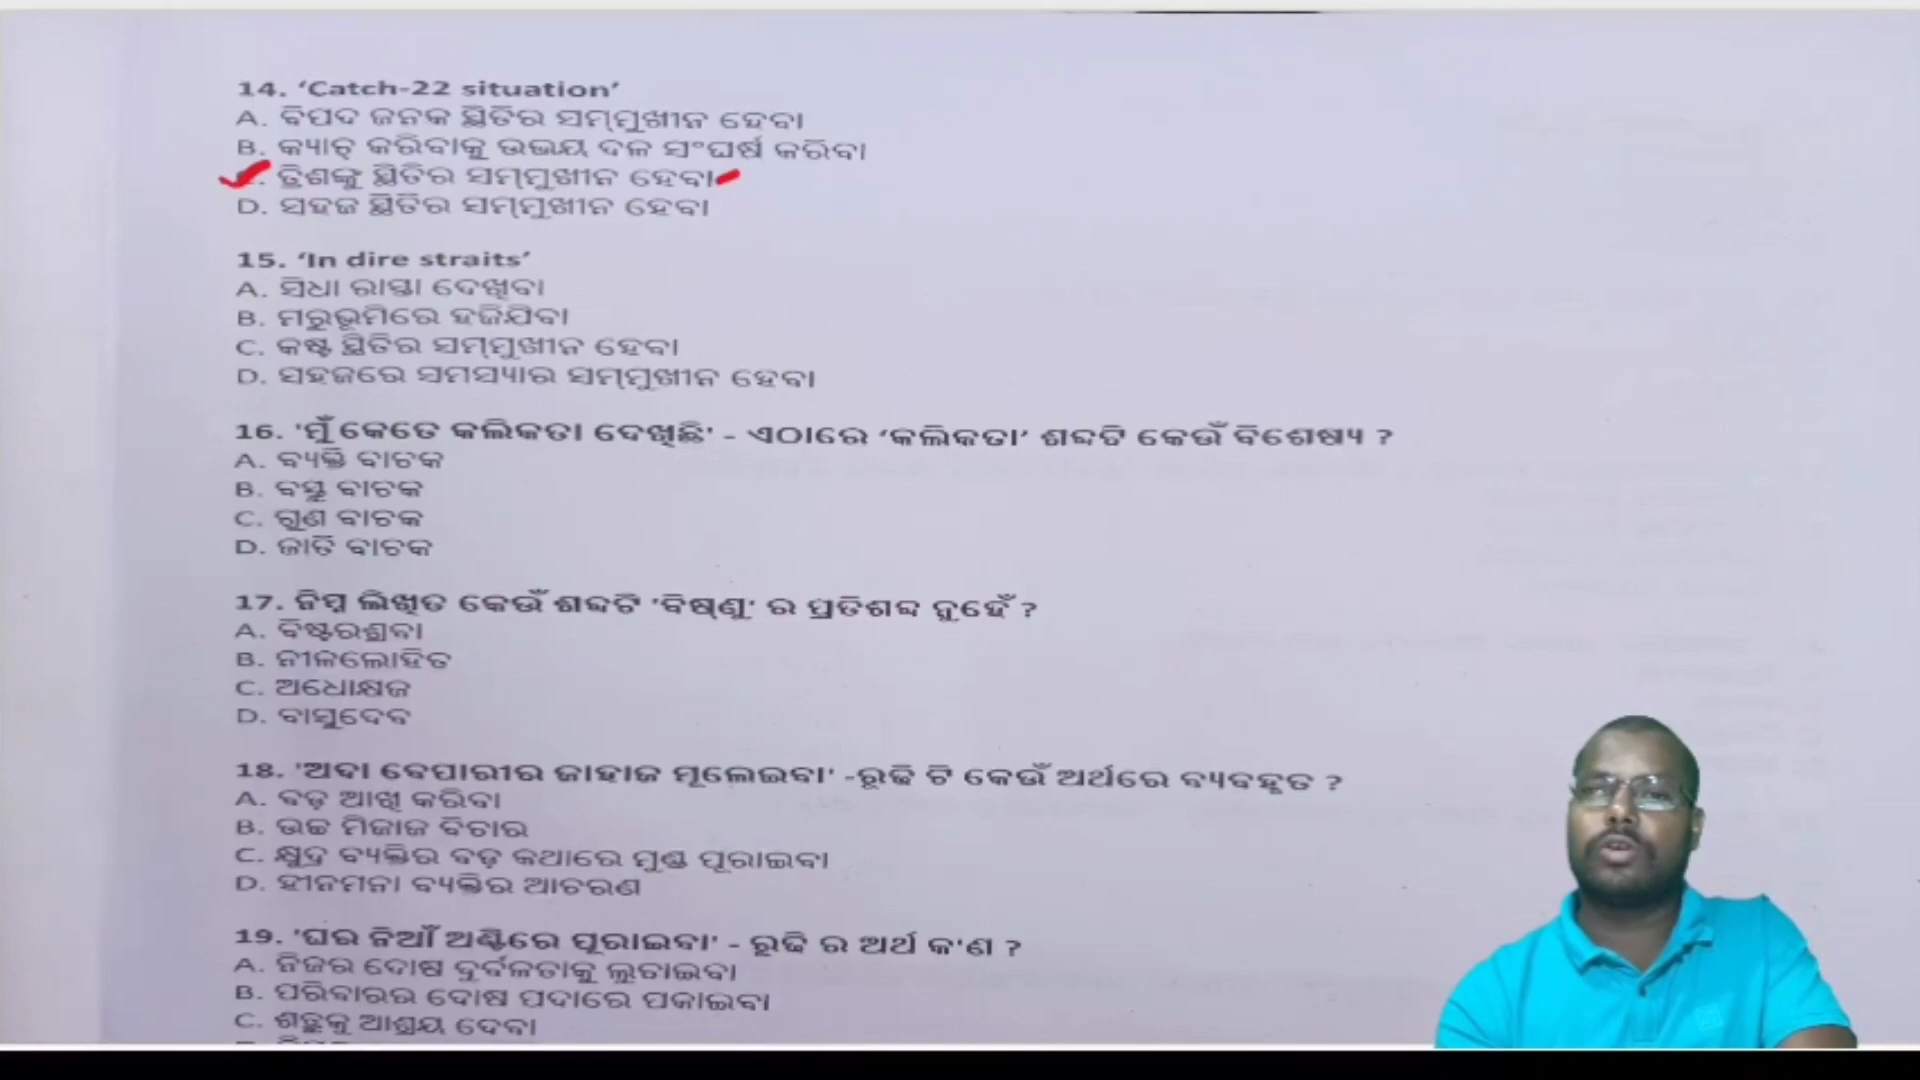 14. ‘Catch-22 situation’
A. ବିପଦ ଜନକ ସ୍ଥିତିର ସମ୍ମୁଖୀନ ହେବା
B. କ୍ୟାଚ୍ କରିବାକୁ ଉଭୟ ଦଳ ସଂଘର୍ଷ କରିବା
ତ୍ରିଶଙ୍କୁ ସ୍ଥିତିର ସମ୍ମୁଖୀନ ହେବା
D. ସହଜ ସ୍ଥିତିର ସମ୍ମୁଖୀନ ହେବା
15. ‘In dire straits’
A. ସିଧା ରାସ୍ତା ଦେଖିବା
B. ମରୁଭୂମିରେ ହଜିଯିବା
C. କଷ୍ଟ ସ୍ଥିତିର ସମ୍ମୁଖୀନ ହେବା
D. ସହଜରେ ସମସ୍ୟାର ସମ୍ମୁଖୀନ ହେବା
16. 'ମୁଁ କେତେ କଲିକତା ଦେଖିଛି' - ଏଠାରେ ‘କଲିକତା’ ଶବ୍ଦଟି କେଉଁ ବିଶେଷ୍ୟ ?
A. ବ୍ୟକ୍ତି ବାଚକ
B. ବସ୍ତୁ ବାଚକ
C. ଗୁଣ ବାଚକ
D. ଜାତି ବାଚକ
17. ନିମ୍ନ ଲିଖିତ କେଉଁ ଶବ୍ଦଟି 'ବିଷ୍ଣୁ' ର ପ୍ରତିଶବ୍ଦ ନୁହେଁ ?
A. ବିଷ୍ଟରଶ୍ରବା
B. ନୀଳଲୋହିତ
C. ଅଧୋକ୍ଷଜ
D. ବାସୁଦେବ
18. 'ଅଦା ବେପାରୀର ଜାହାଜ ମୂଲେଇବା' -ରୂଢି ଟି କେଉଁ ଅର୍ଥରେ ବ୍ୟବହୃତ ?
A. ବଡ଼ ଆଖି କରିବା
B. ଉଚ୍ଚ ମିଜାଜ ବିଚାର
C. କ୍ଷୁଦ୍ର ବ୍ୟକ୍ତିର ବଡ଼ କଥାରେ ମୁଣ୍ଡ ପୂରାଇବା
D. ହୀନମନା ବ୍ୟକ୍ତିର ଆଚରଣ
19. 'ଘର ନିଆଁ ଅଣ୍ଟିରେ ପୂରାଇବା' - ରୂଢି ର ଅର୍ଥ କ'ଣ ?
A. ନିଜର ଦୋଷ ଦୁର୍ବଳତାକୁ ଲୁଚାଇବା
B. ପରିବାରର ଦୋଷ ପଦାରେ ପକାଇବା
C. ଶତ୍ରୁକୁ ଆଶ୍ରୟ ଦେବା